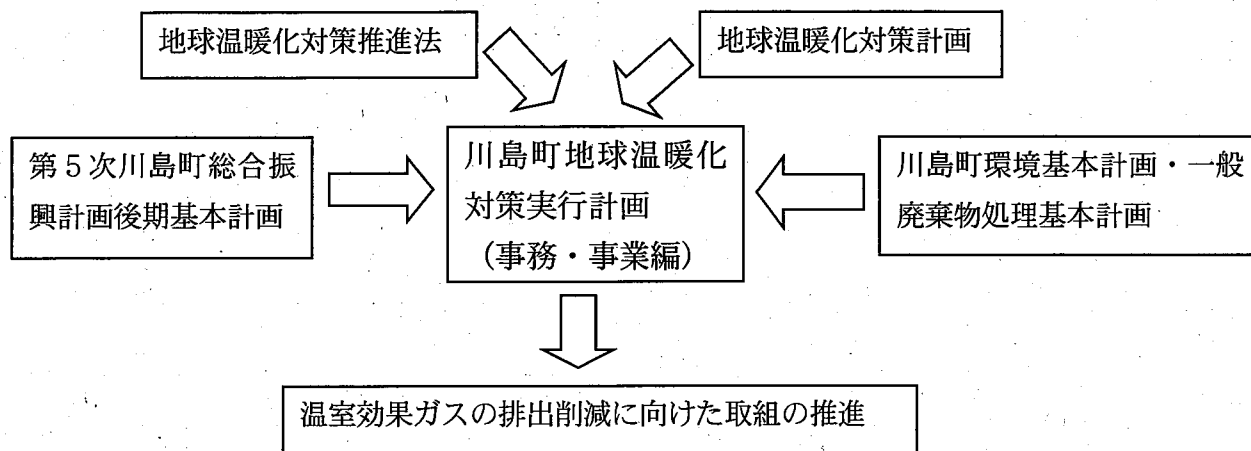 地球温暖化対策推進法
地球温暖化対策計画
第5次川島町総合振
興計画後期基本計画
川島町地球温暖化
対策実行計画
（事務・事業編）
川島町環境基本計画・一般
廃棄物処理基本計画
温室効果ガスの排出削減に向けた取組の推進